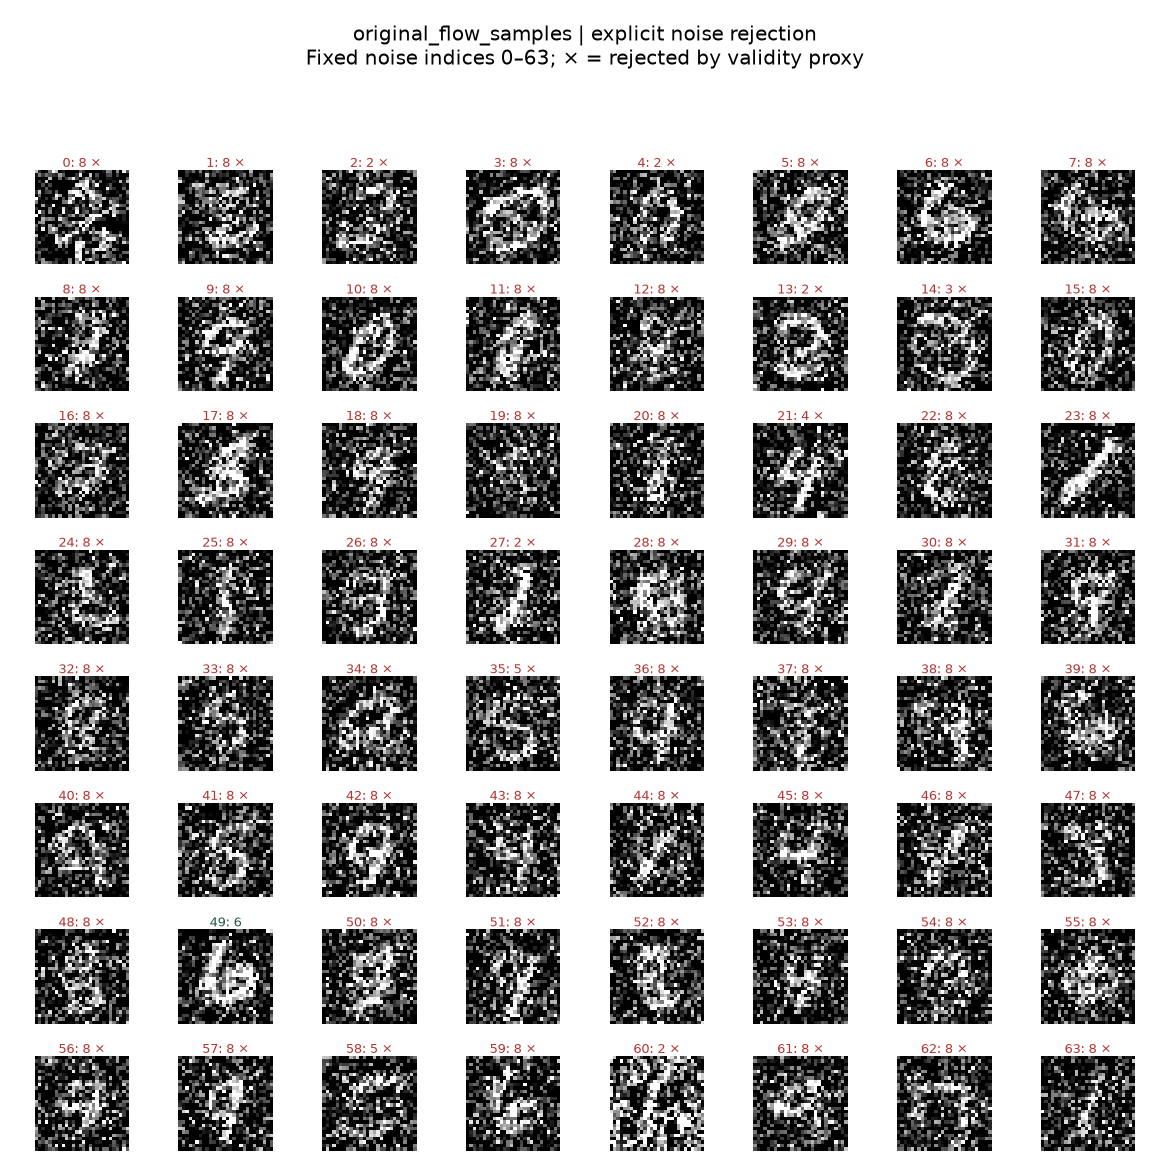 original_flow_samples | explicit noise rejection
Fixed noise indices 0–63; × = rejected by validity proxy
0: 8 × 1: 8 × 2: 2 × 3: 8 × 4: 2 × 5: 8 × 6: 8 × 7: 8 ×
8: 8 × 9: 8 × 10: 8 × 11: 8 × 12: 8 × 13: 2 × 14: 3 × 15: 8 ×
16: 8 × 17: 8 × 18: 8 × 19: 8 × 20: 8 × 21: 4 × 22: 8 × 23: 8 ×
24: 8 × 25: 8 × 26: 8 × 27: 2 × 28: 8 × 29: 8 × 30: 8 × 31: 8 ×
32: 8 × 33: 8 × 34: 8 × 35: 5 × 36: 8 × 37: 8 × 38: 8 × 39: 8 ×
40: 8 × 41: 8 × 42: 8 × 43: 8 × 44: 8 × 45: 8 × 46: 8 × 47: 8 ×
48: 8 × 49: 6 50: 8 × 51: 8 × 52: 8 × 53: 8 × 54: 8 × 55: 8 ×
56: 8 × 57: 8 × 58: 5 × 59: 8 × 60: 2 × 61: 8 × 62: 8 × 63: 8 ×